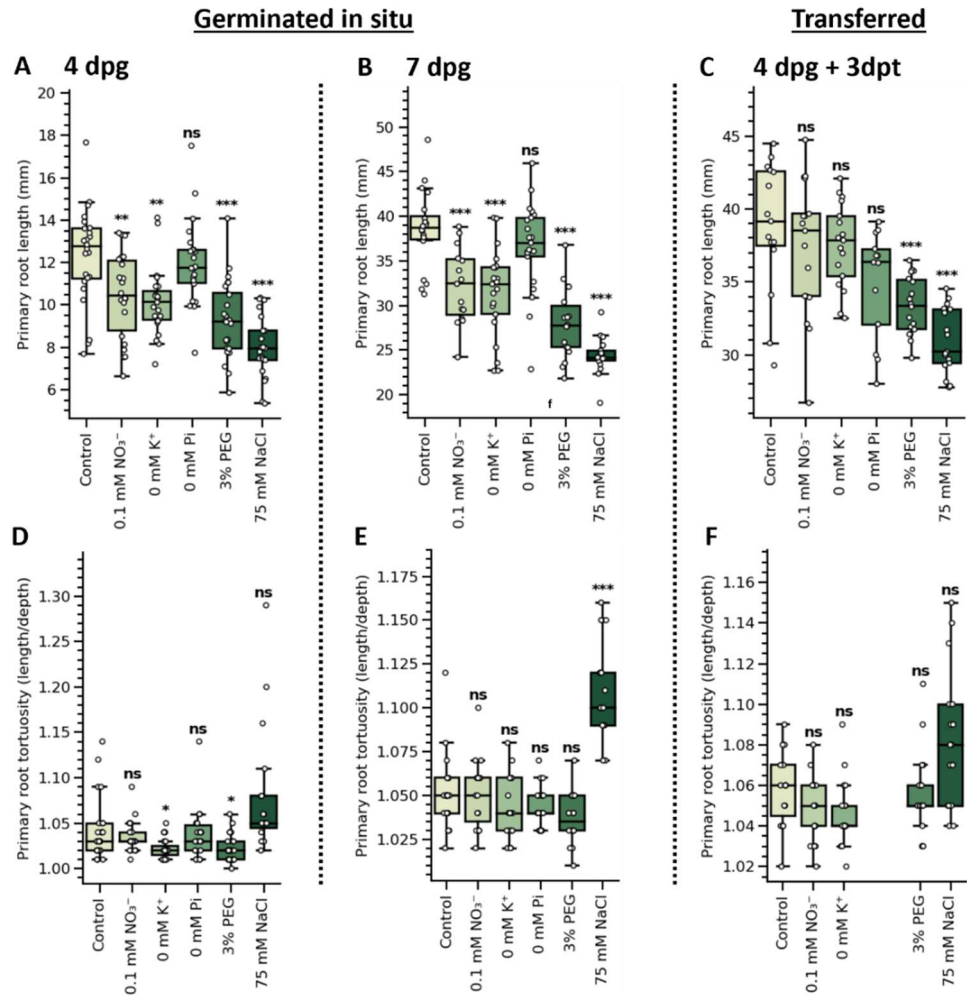 Germinated in situ
Transferred
A 4 dpg
B 7 dpg
C 4 dpg + 3dpt
Primary root length (mm)
20
18
16
14
12
10
8
6
** ** ns *** ***
Control
0.1 mM NO₃⁻
0 mM K⁺
0 mM Pi
3% PEG
75 mM NaCl
Primary root length (mm)
50
45
40
35
30
25
20
*** *** ns *** ***
f
Control
0.1 mM NO₃⁻
0 mM K⁺
0 mM Pi
3% PEG
75 mM NaCl
Primary root length (mm)
45
40
35
30
ns ns ns *** ***
Control
0.1 mM NO₃⁻
0 mM K⁺
0 mM Pi
3% PEG
75 mM NaCl
D
Primary root tortuosity (length/depth)
1.30
1.25
1.20
1.15
1.10
1.05
1.00
ns * ns * ns
Control
0.1 mM NO₃⁻
0 mM K⁺
0 mM Pi
3% PEG
75 mM NaCl
E
Primary root tortuosity (length/depth)
1.175
1.150
1.125
1.100
1.075
1.050
1.025
ns ns ns ns ***
Control
0.1 mM NO₃⁻
0 mM K⁺
0 mM Pi
3% PEG
75 mM NaCl
F
Primary root tortuosity (length/depth)
1.16
1.14
1.12
1.10
1.08
1.06
1.04
1.02
ns ns ns ns
Control
0.1 mM NO₃⁻
0 mM K⁺
3% PEG
75 mM NaCl